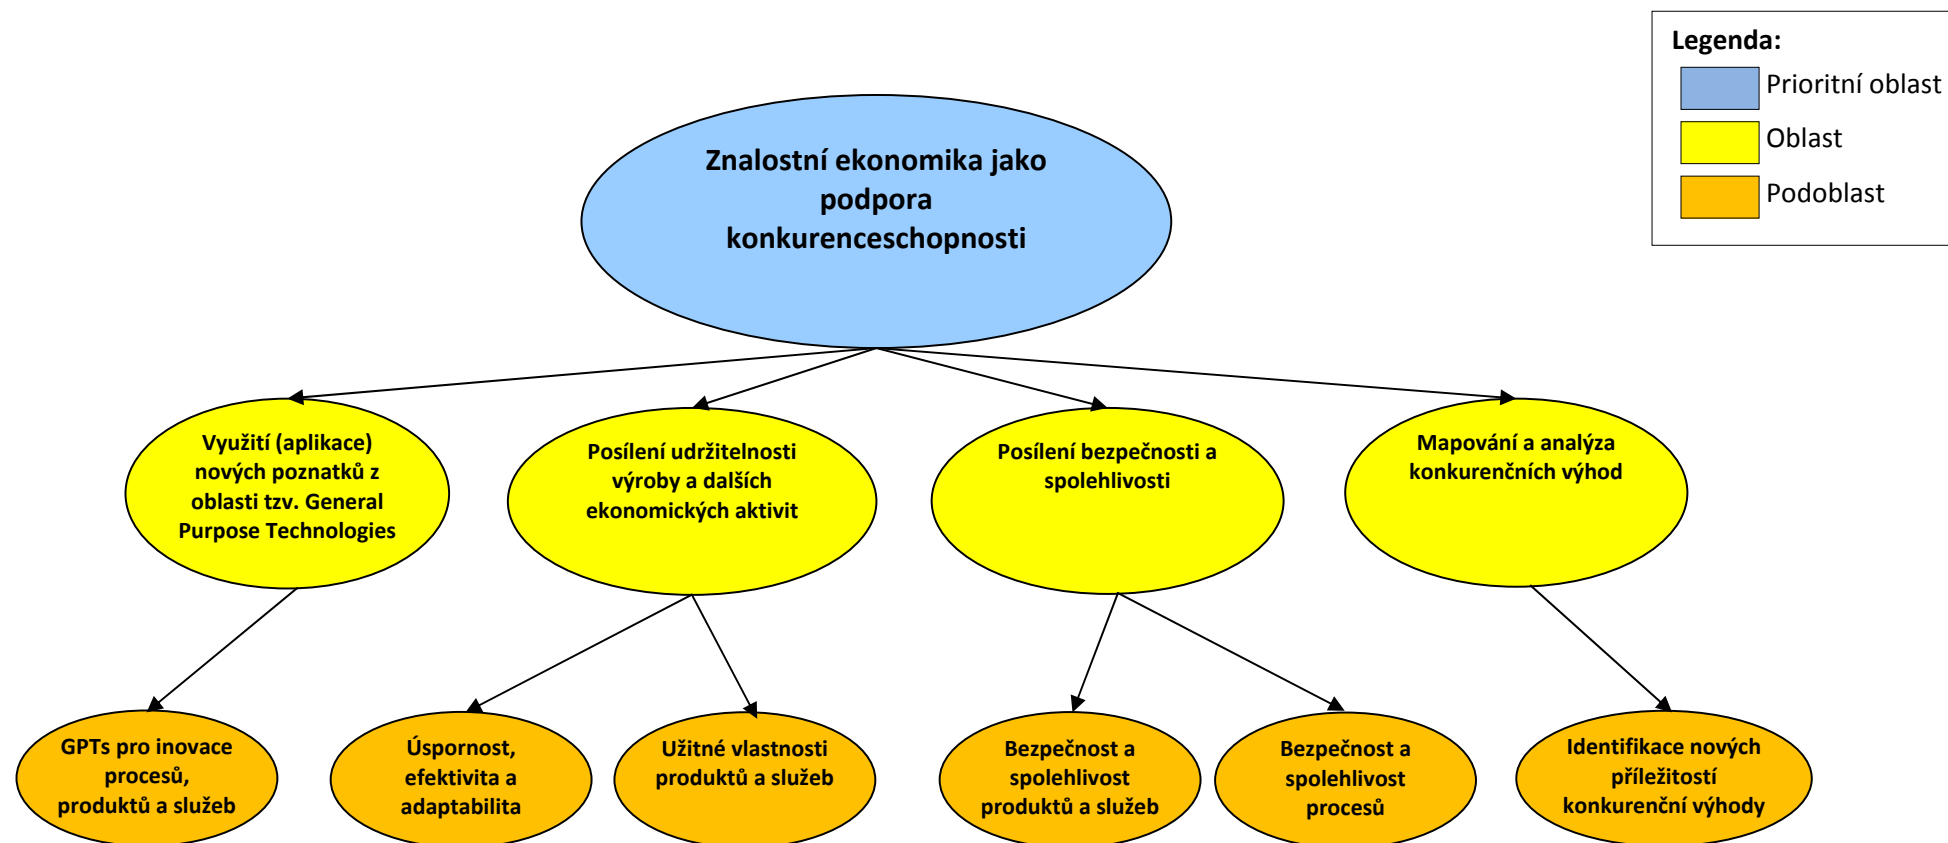 Legenda:
Prioritní oblast
Oblast
Podoblast
Znalostní ekonomika jako
podpora
konkurenceschopnosti
Využití (aplikace)
nových poznatků z
oblasti tzv. General
Purpose Technologies
Posílení udržitelnosti
výroby a dalších
ekonomických aktivit
Posílení bezpečnosti a
spolehlivosti
Mapování a analýza
konkurenčních výhod
GPTs pro inovace
procesů,
produktů a služeb
Úspornost,
efektivita a
adaptabilita
Užitné vlastnosti
produktů a služeb
Bezpečnost a
spolehlivost
produktů a služeb
Bezpečnost a
spolehlivost
procesů
Identifikace nových
příležitostí
konkurenční výhody